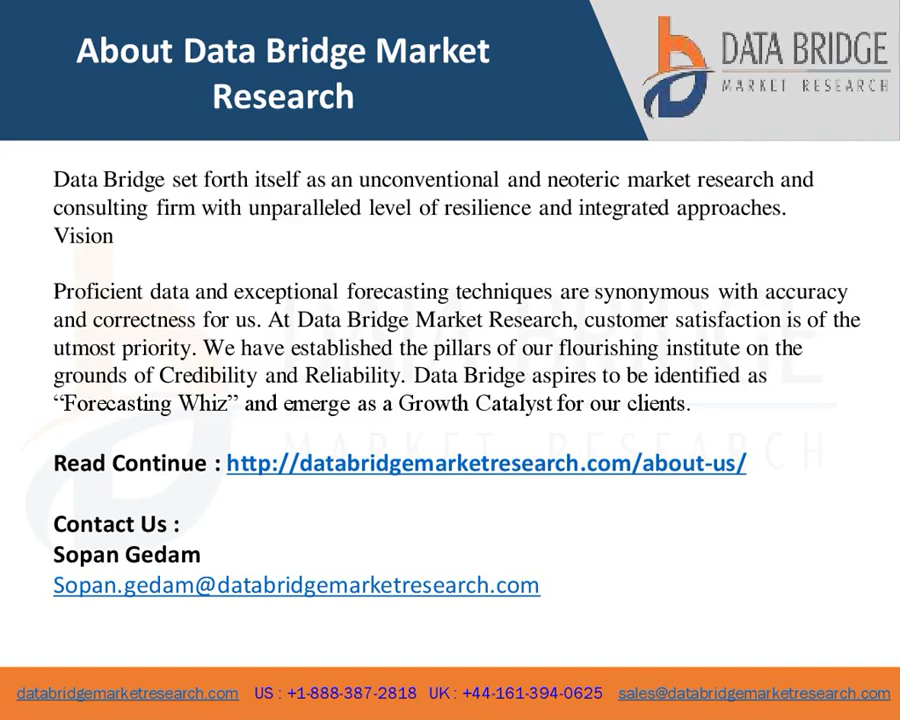 About Data Bridge Market
Research
DATA BRIDGE
MARKET RESEARCH
Data Bridge set forth itself as an unconventional and neoteric market research and
consulting firm with unparalleled level of resilience and integrated approaches.
Vision
Proficient data and exceptional forecasting techniques are synonymous with accuracy
and correctness for us. At Data Bridge Market Research, customer satisfaction is of the
utmost priority. We have established the pillars of our flourishing institute on the
grounds of Credibility and Reliability. Data Bridge aspires to be identified as
“Forecasting Whiz” and emerge as a Growth Catalyst for our clients.
MARKET RESEARCH
Read Continue : http://databridgemarketresearch.com/about-us/
Contact Us :
Sopan Gedam
Sopan.gedam@databridgemarketresearch.com
databridgemarketresearch.com US : +1-888-387-2818 UK : +44-161-394-0625 sales@databridgemarketresearch.com